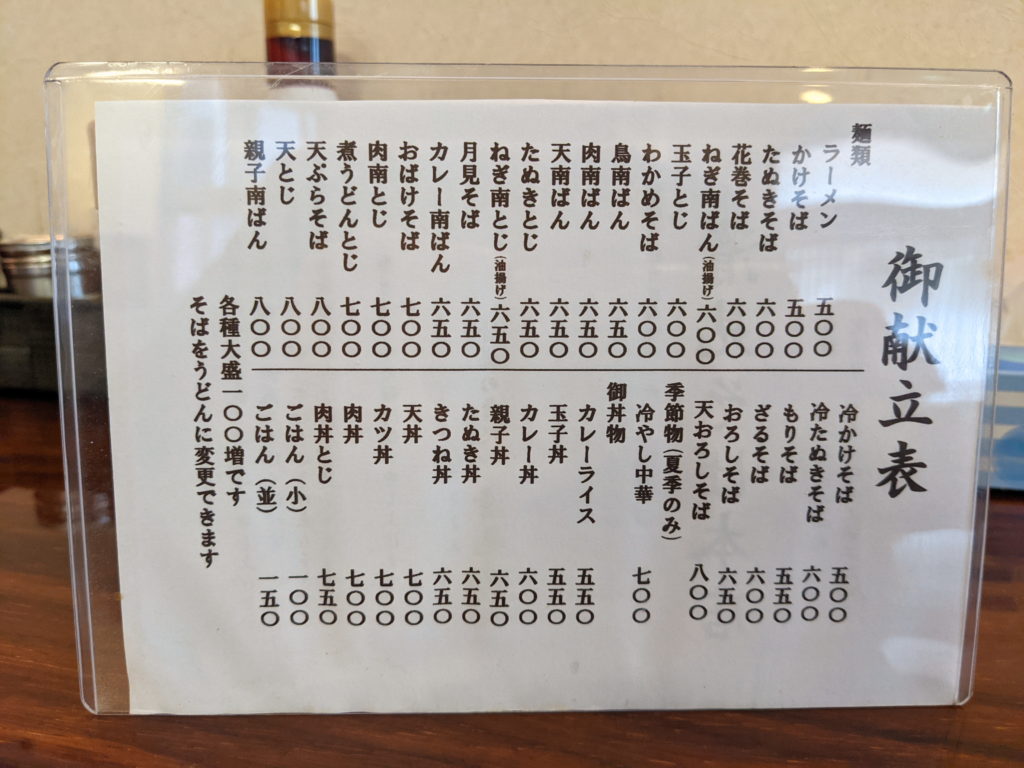 御献立表
麺類
ラーメン 五〇〇
かけそば 五〇〇
たぬきそば 六〇〇
花巻そば 六〇〇
ねぎ南ばん(油揚げ) 六〇〇
玉子とじ 六〇〇
わかめそば 六〇〇
鳥南ばん 六五〇
肉南ばん 六五〇
天南ばん 六五〇
たぬきとじ 六五〇
ねぎ南とじ(油揚げ) 六五〇
月見そば 六五〇
カレー南ばん 六五〇
おばけそば 七〇〇
肉南とじ 七〇〇
煮うどんとじ 七〇〇
天ぷらそば 八〇〇
天とじ 八〇〇
親子南ばん 八〇〇
冷かけそば 五〇〇
冷たぬきそば 六〇〇
もりそば 五五〇
ざるそば 六〇〇
おろしそば 六五〇
天おろしそば 八〇〇
季節物(夏季のみ)
冷やし中華 七〇〇
御丼物
カレーライス 五五〇
玉子丼 五五〇
カレー丼 六〇〇
親子丼 六五〇
たぬき丼 六五〇
きつね丼 六五〇
天丼 七〇〇
カツ丼 七〇〇
肉丼 七〇〇
肉丼とじ 七五〇
ごはん(小) 一〇〇
ごはん(並) 一五〇
各種大盛一〇〇増です
そばをうどんに変更できます